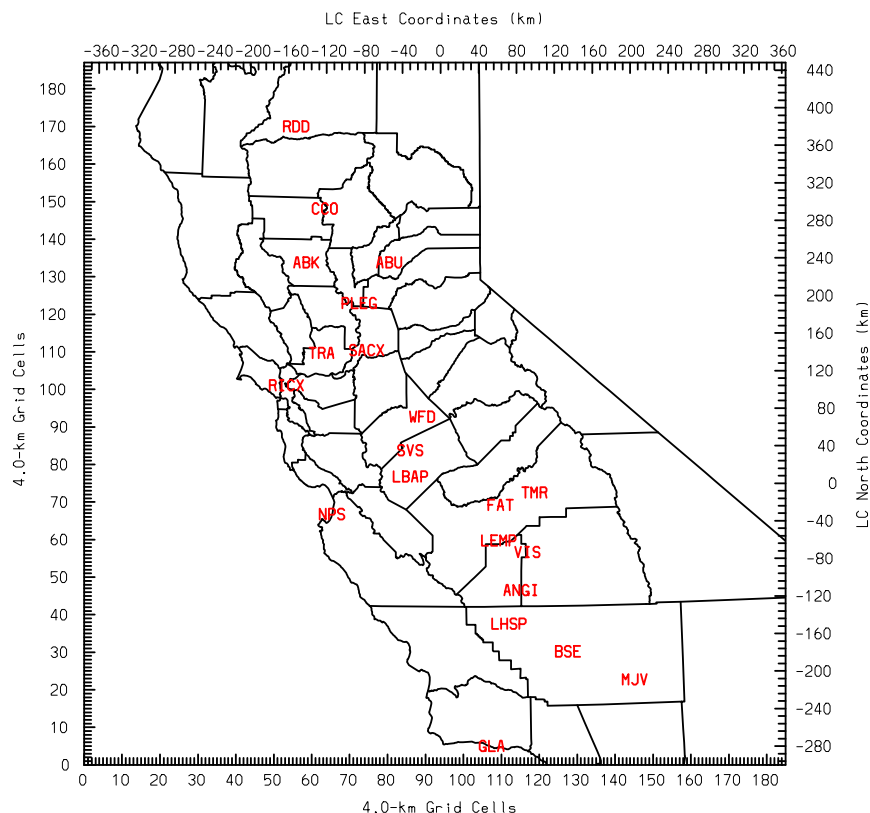 LC East Coordinates (km)
-360 -320 -280 -240 -200 -160 -120 -80 -40 0 40 80 120 160 200 240 280 320 360
180 440
400
170 RDD
360
160
320
150 CCO
280
140
ABK ABU 240
130
PLEG 200
120
160
110 TRA SACX
120
100 RICX
80
90 WFD
SVS 40
80 LBAP
0
70 TMR
FAT
NPS -40
60 LEMP
VIS -80
50
ANGI -120
40
LHSP -160
30 BSE
-200
20 MJV
-240
10
GLA -280
0
0 10 20 30 40 50 60 70 80 90 100 110 120 130 140 150 160 170 180
4.0-km Grid Cells
4.0-km Grid Cells
LC North Coordinates (km)